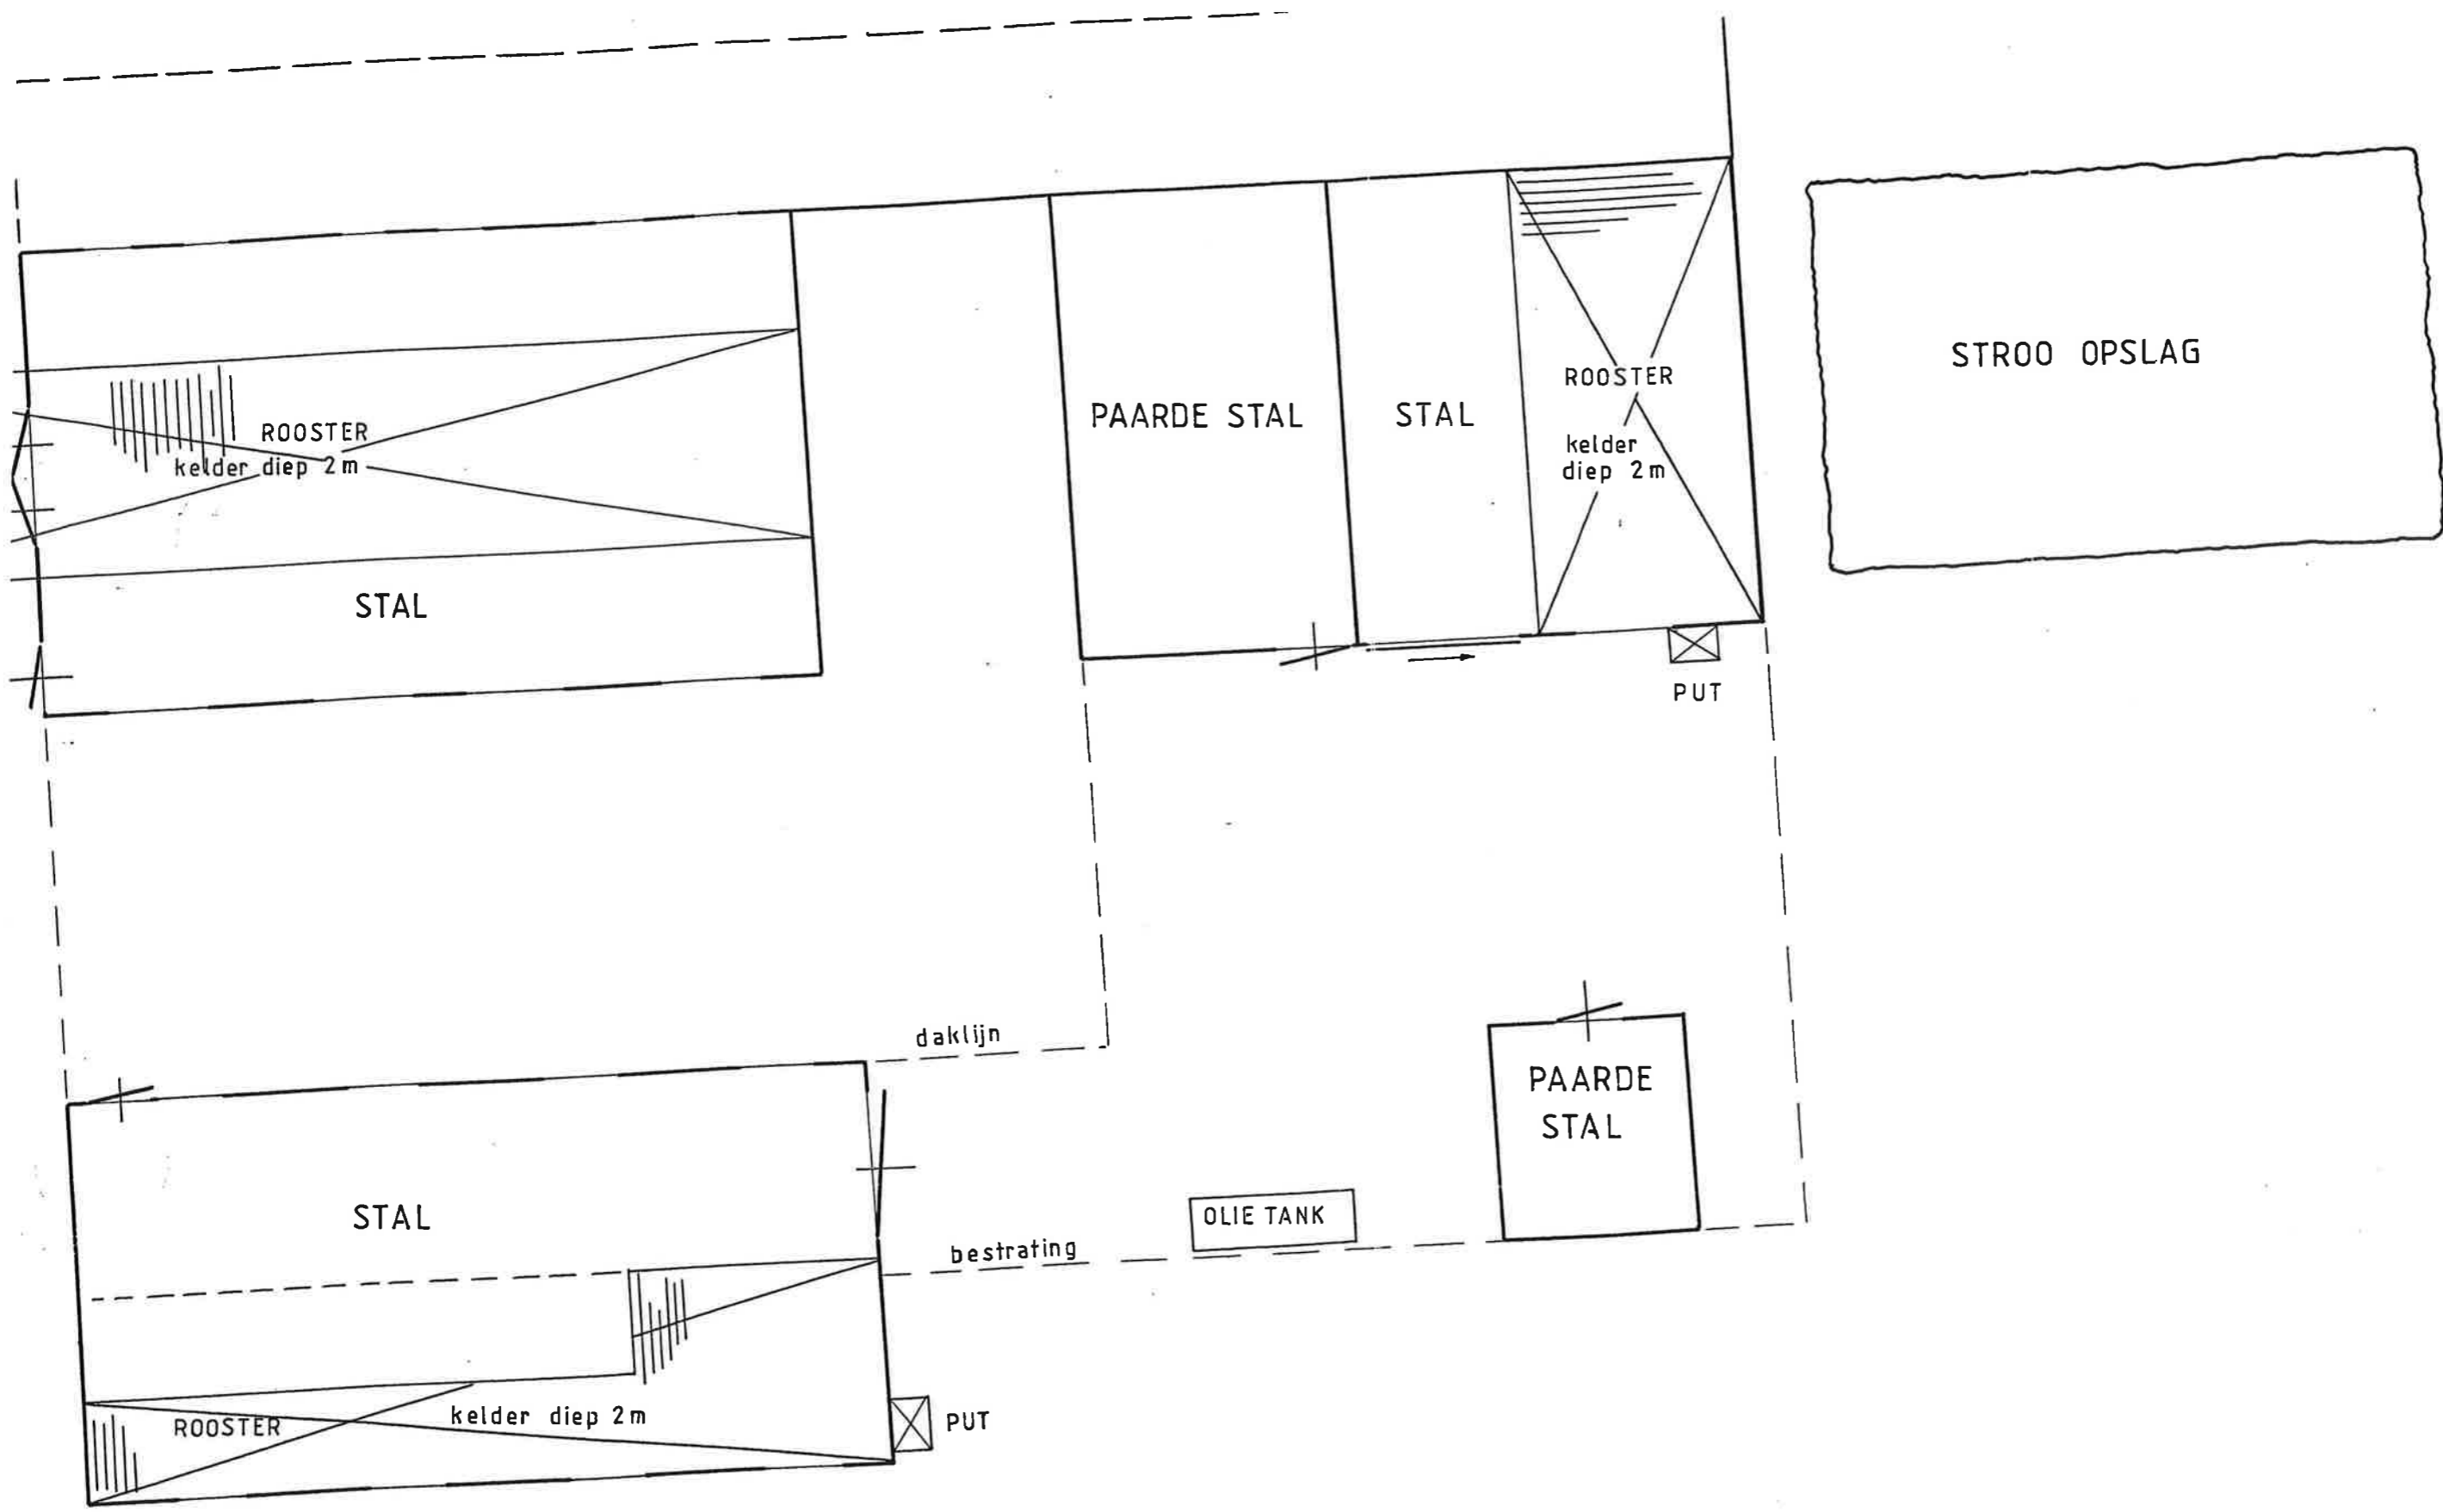 ROOSTER
kelder diep 2m
STAL
PAARDE STAL
STAL
ROOSTER
kelder
diep 2m
PUT
STROO OPSLAG
daklijn
PAARDE
STAL
OLIE TANK
bestrating
STAL
ROOSTER
kelder diep 2m
PUT